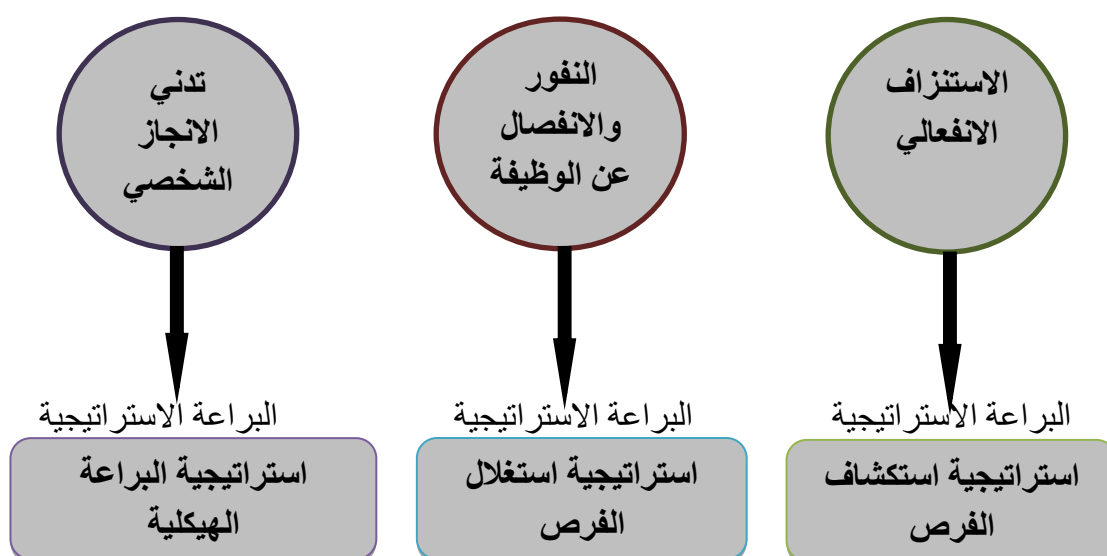 الاستنزاف
الانفعالي
النفور
والانفصال
عن الوظيفة
تدني
الانجاز
الشخصي
البراعة الاستراتيجية
البراعة الاستراتيجية
البراعة الاستراتيجية
استراتيجية استكشاف
الفرص
استراتيجية استغلال
الفرص
استراتيجية البراعة
الهيكلية